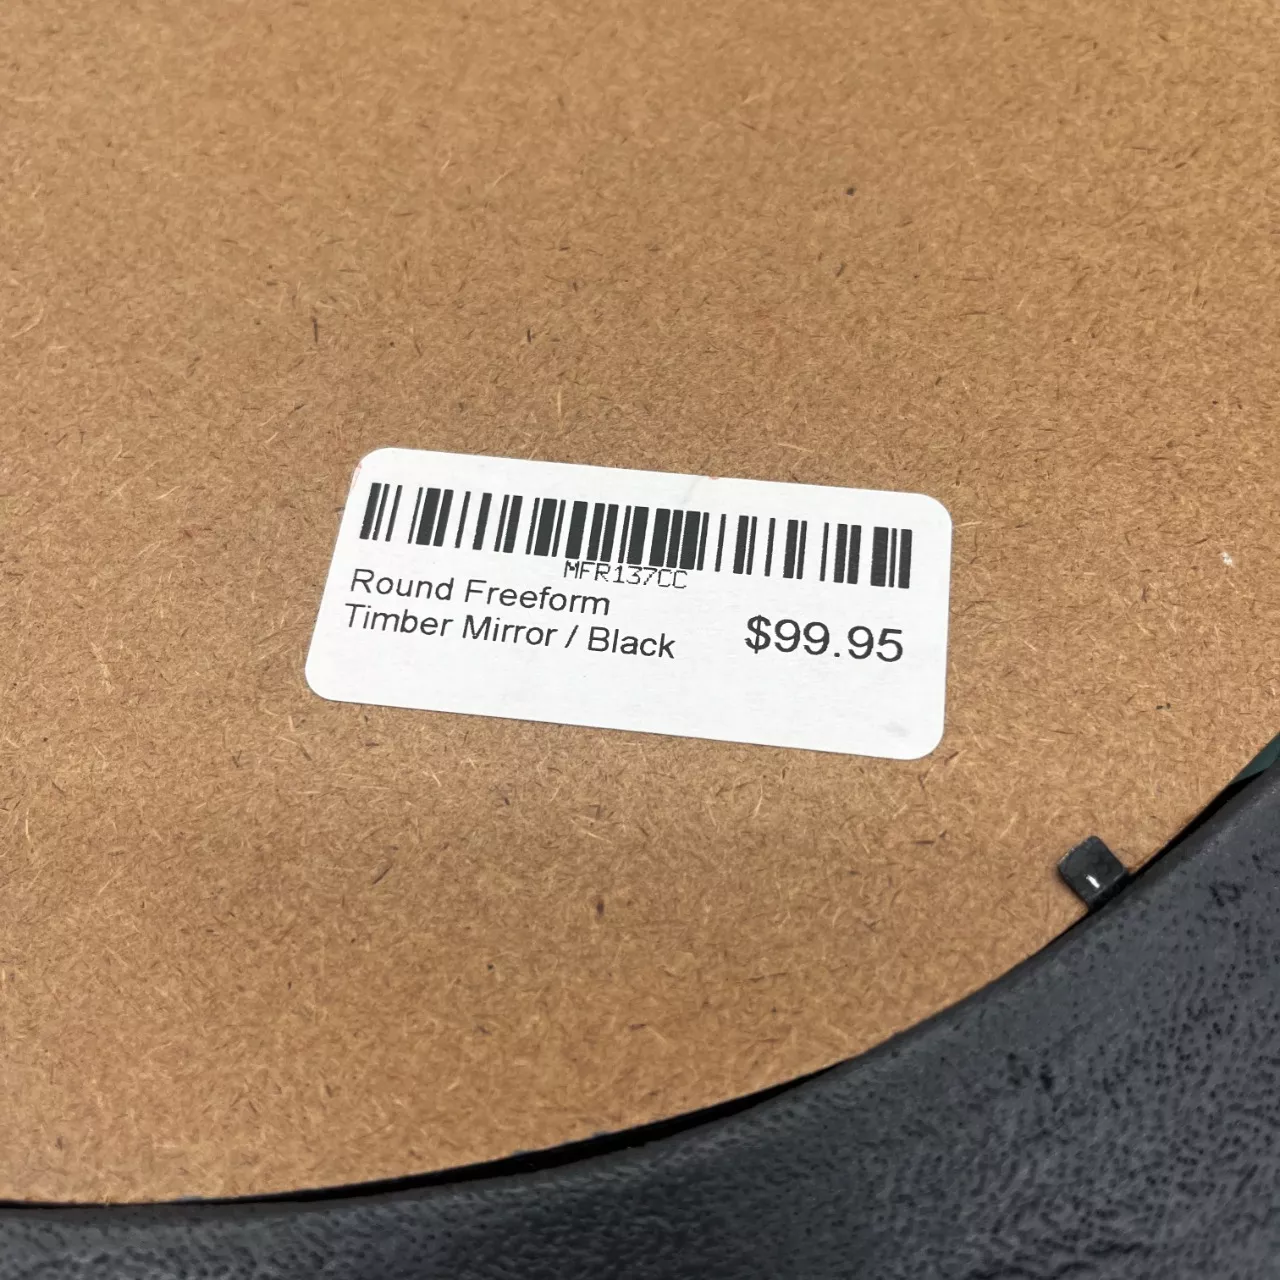 MFR137CC
Round Freeform
Timber Mirror / Black
$99.95